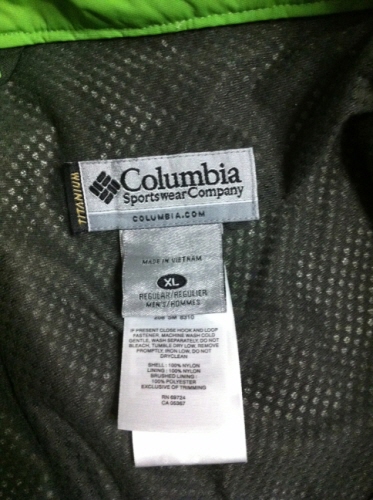 TITANIUM
Columbia
Sportswear Company
COLUMBIA.COM
MADE IN VIETNAM
XL
REGULAR/REGULIER
MEN'S/HOMMES
IF PRESENT CLOSE HOOK AND LOOP
FASTENER. MACHINE WASH COLD
GENTLE, WASH SEPARATELY. DO NOT
BLEACH, TUMBLE DRY LOW. REMOVE
PROMPTLY. IRON LOW, DO NOT
DRYCLEAN
SHELL : 100% NYLON
LINING : 100% NYLON
BRUSHED LINING :
100% POLYESTER
EXCLUSIVE OF TRIMMING
RN 69724